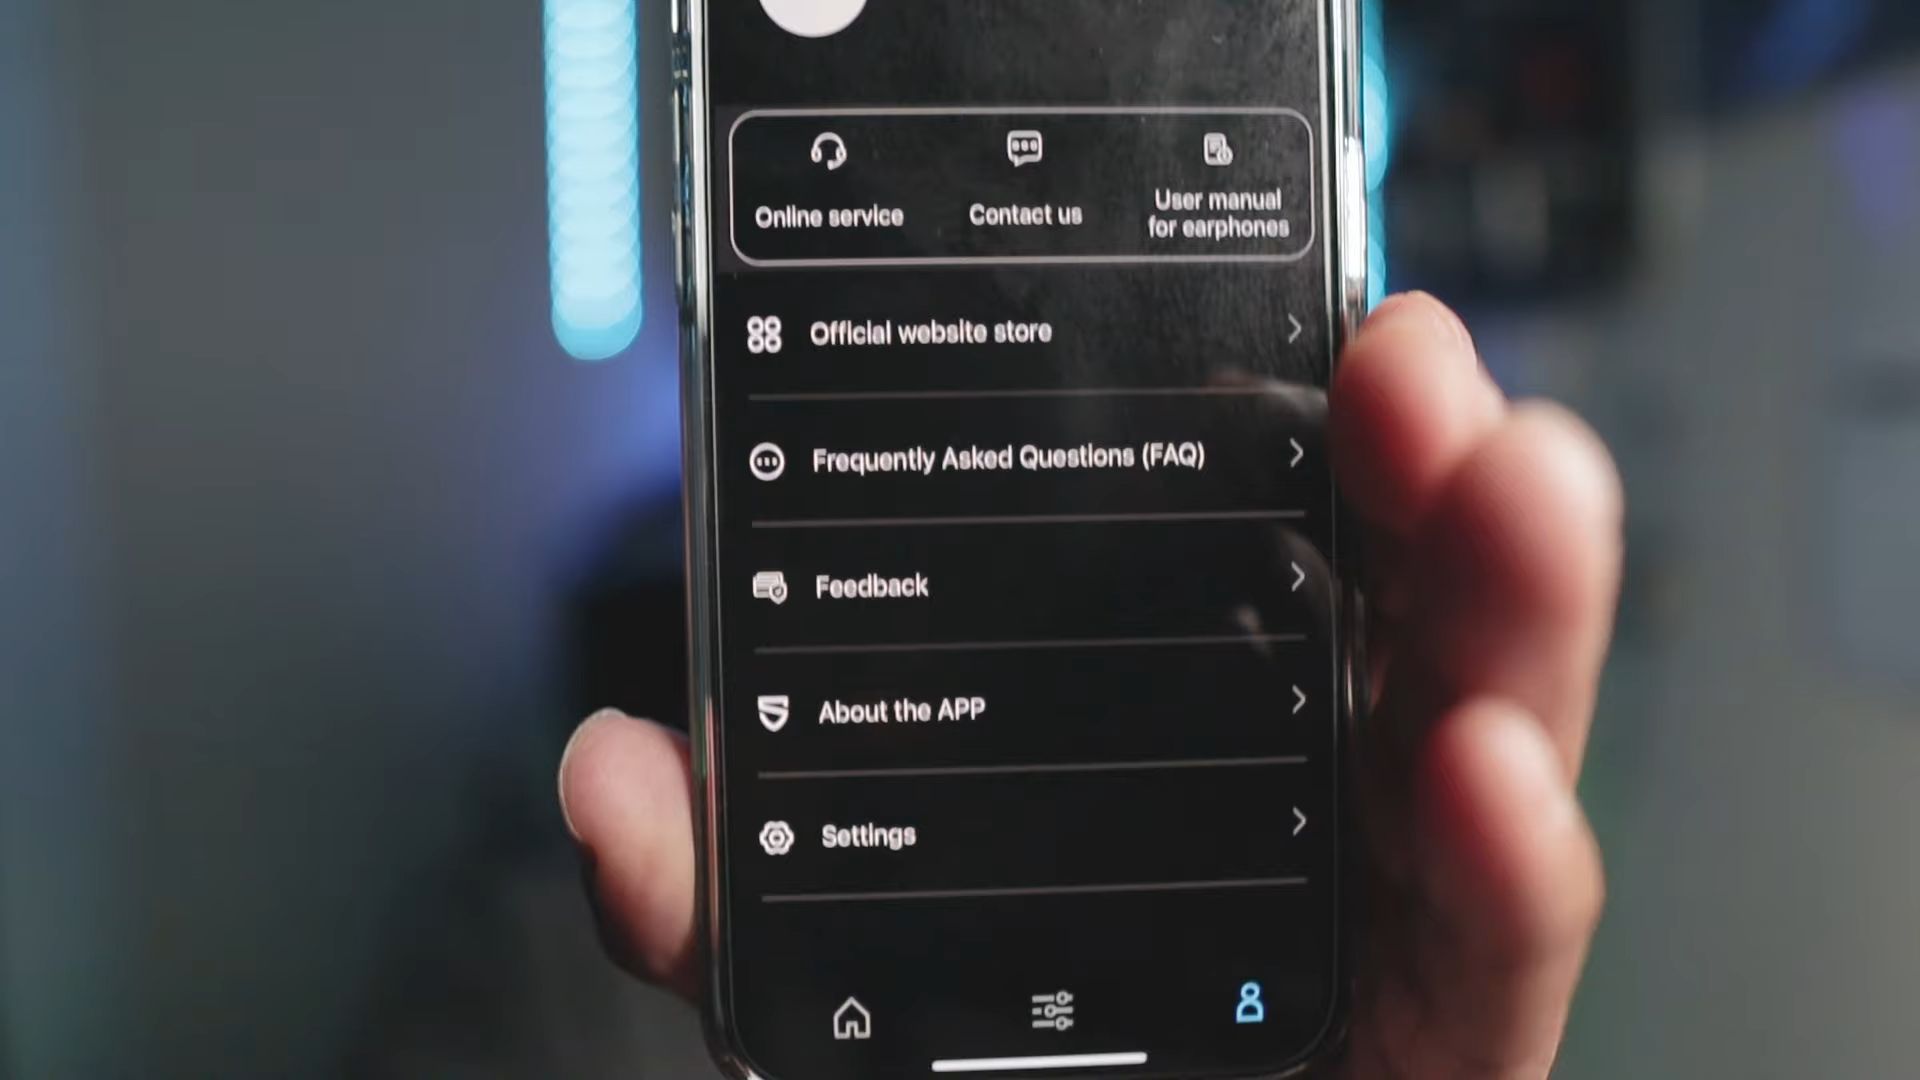 Online service
Contact us
User manual
for earphones
Official website store
Frequently Asked Questions (FAQ)
Feedback
About the APP
Settings